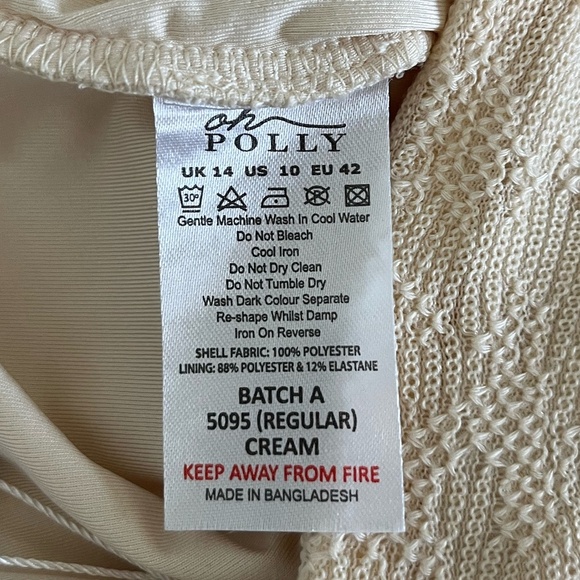 oh
POLLY
UK 14 US 10 EU 42
30°
Gentle Machine Wash In Cool Water
Do Not Bleach
Cool Iron
Do Not Dry Clean
Do Not Tumble Dry
Wash Dark Colour Separate
Re-shape Whilst Damp
Iron On Reverse
SHELL FABRIC: 100% POLYESTER
LINING: 88% POLYESTER & 12% ELASTANE
BATCH A
5095 (REGULAR)
CREAM
KEEP AWAY FROM FIRE
MADE IN BANGLADESH